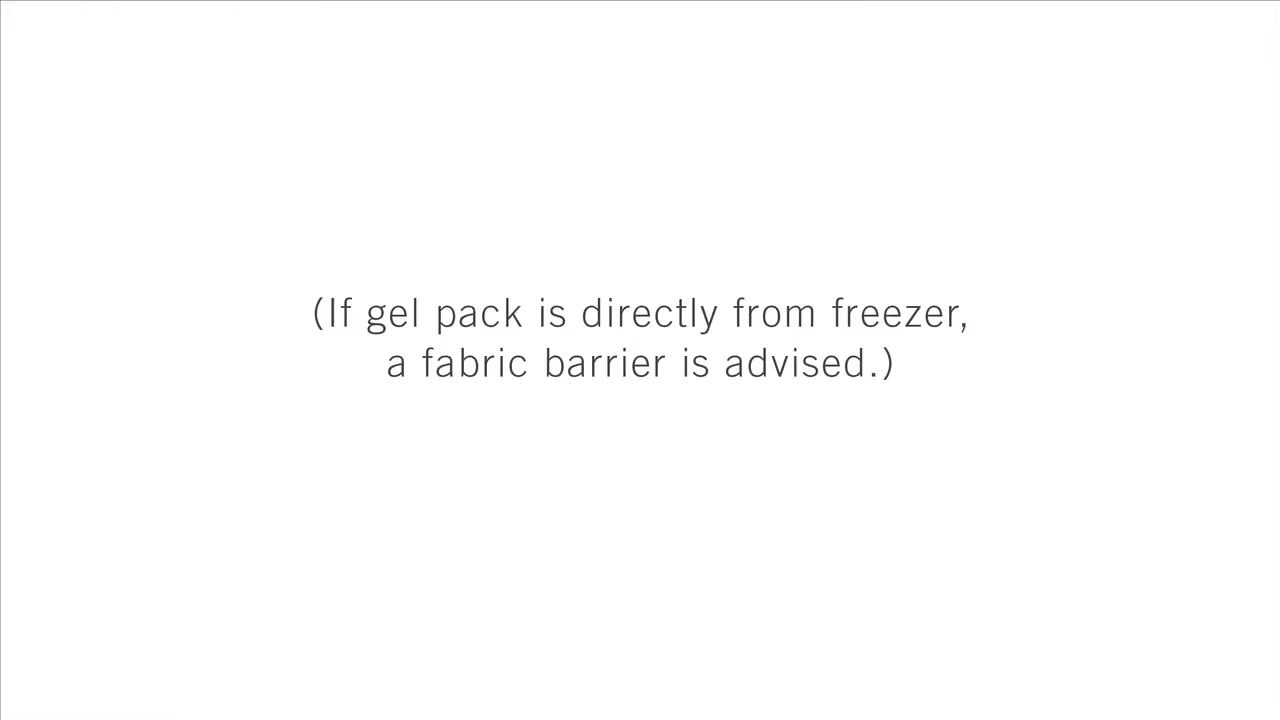 (If gel pack is directly from freezer,
a fabric barrier is advised.)